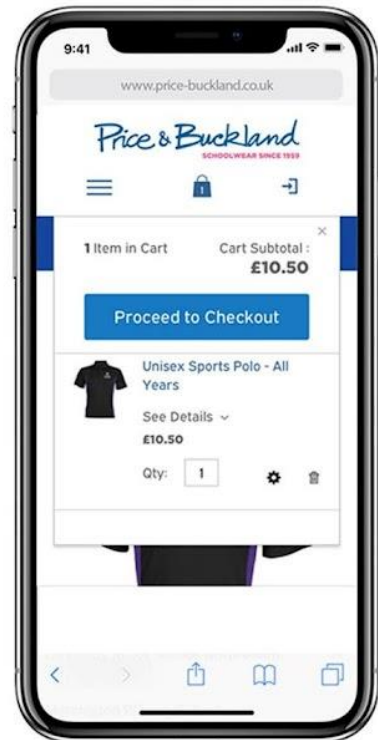 9:41
www.price-buckland.co.uk
Price & Buckland
SCHOOLWEAR SINCE 1959
1
1 Item in Cart
Cart Subtotal :
£10.50
Proceed to Checkout
Unisex Sports Polo - All
Years
See Details
£10.50
Qty: 1